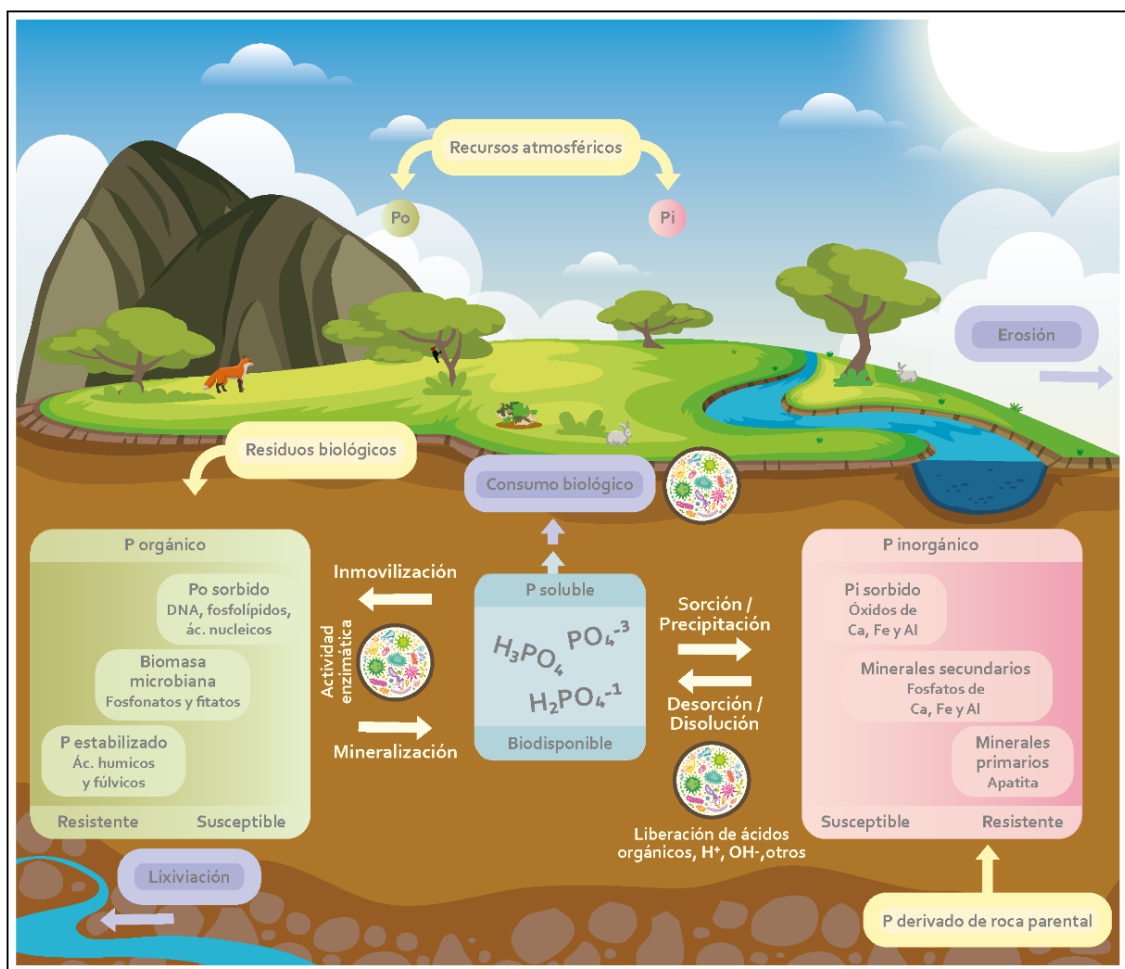 Recursos atmosféricos
Po
Pi
Erosión
Residuos biológicos
Consumo biológico
P orgánico
Po sorbido
DNA, fosfolípidos,
ác. nucleicos
Biomasa
microbiana
Fosfonatos y fitatos
P estabilizado
Ác. humicos
y fúlvicos
Resistente
Susceptible
Inmovilización
Actividad
enzimática
Mineralización
P soluble
H₃PO₄
PO₄⁻³
H₂PO₄⁻¹
Biodisponible
Sorción /
Precipitación
Desorción /
Disolución
Liberación de ácidos
orgánicos, H⁺, OH-,otros
P inorgánico
Pi sorbido
Óxidos de
Ca, Fe y Al
Minerales secundarios
Fosfatos de
Ca, Fe y Al
Minerales
primarios
Apatita
Susceptible
Resistente
Lixiviación
P derivado de roca parental